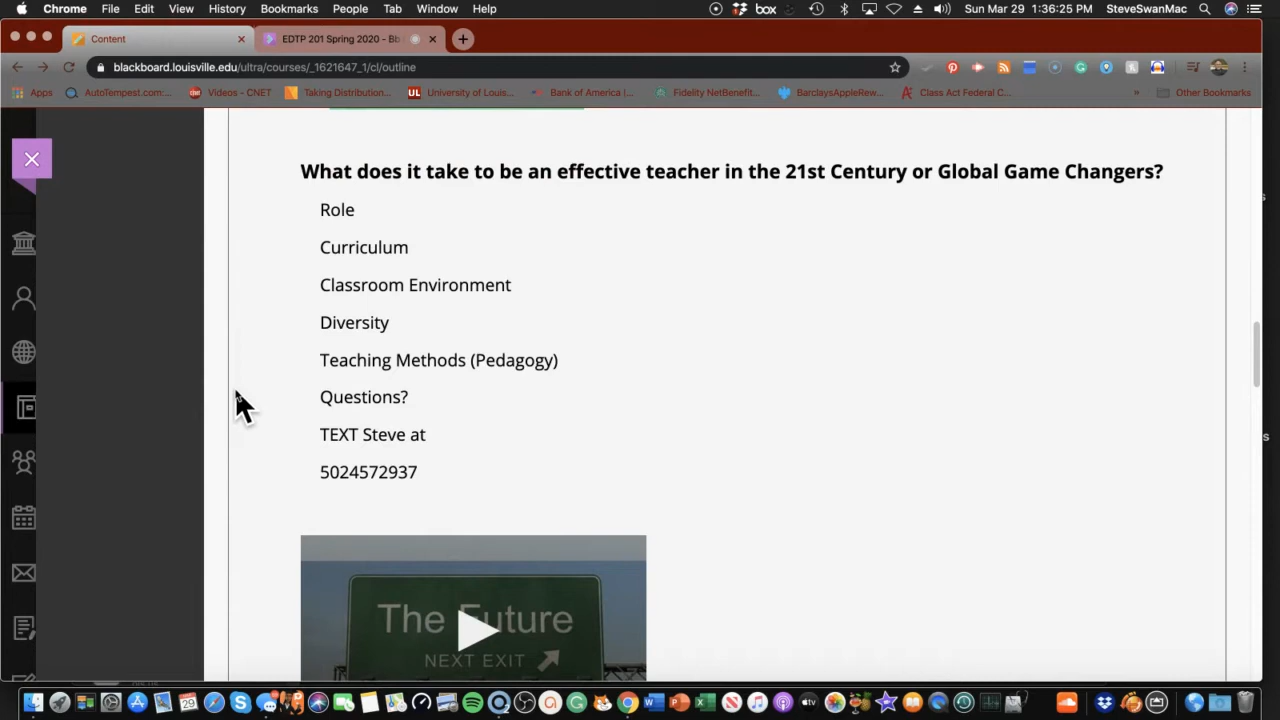 Chrome File Edit View History Bookmarks People Tab Window Help box Sun Mar 29 1:36:25 PM SteveSwanMac
Content EDTP 201 Spring 2020 - Bb
blackboard.louisville.edu/ultra/courses/_1621647_1/cl/outline
Apps AutoTempest.com:... Videos - CNET Taking Distribution... UL University of Louis... Bank of America |... Fidelity NetBenefit... BarclaysAppleRew... Class Act Federal C... » Other Bookmarks
What does it take to be an effective teacher in the 21st Century or Global Game Changers?
Role
Curriculum
Classroom Environment
Diversity
Teaching Methods (Pedagogy)
Questions?
TEXT Steve at
5024572937
The Future
NEXT EXIT